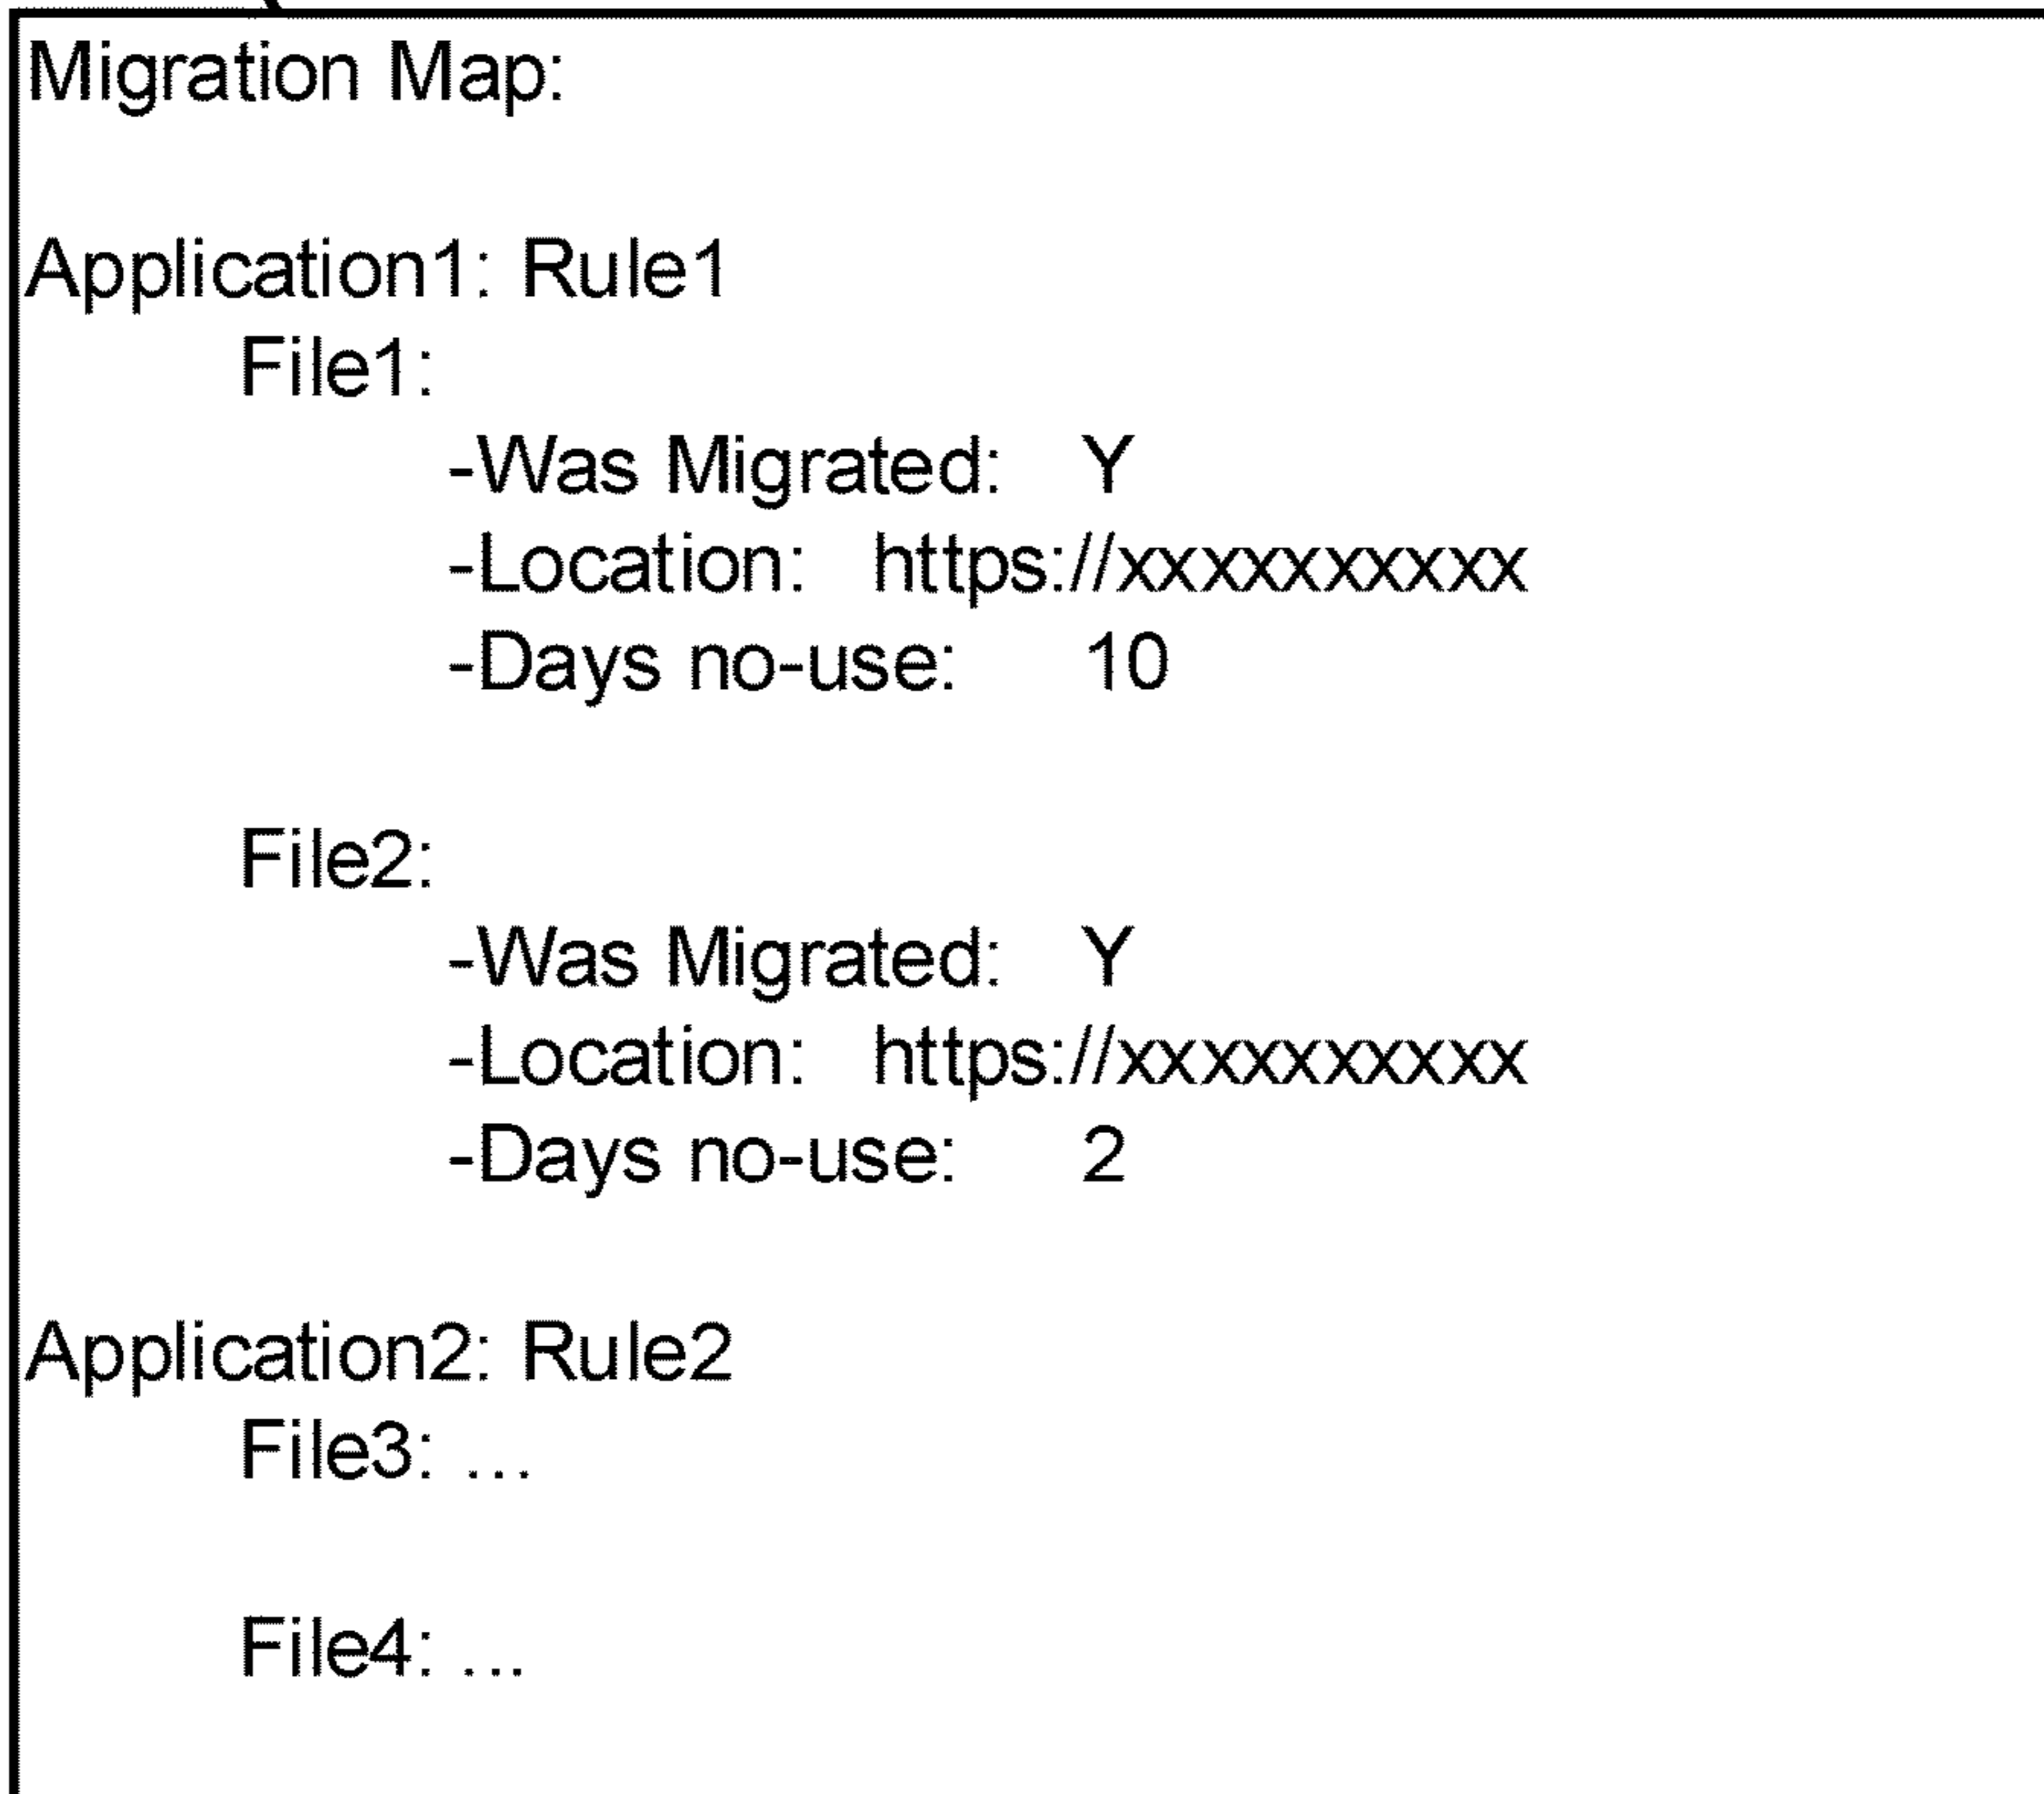 Migration Map:
Application1: Rule1
File1:
-Was Migrated: Y
-Location: https://xxxxxxxxxx
-Days no-use: 10
File2:
-Was Migrated: Y
-Location: https://xxxxxxxxxx
-Days no-use: 2
Application2: Rule2
File3: ...
File4: ...